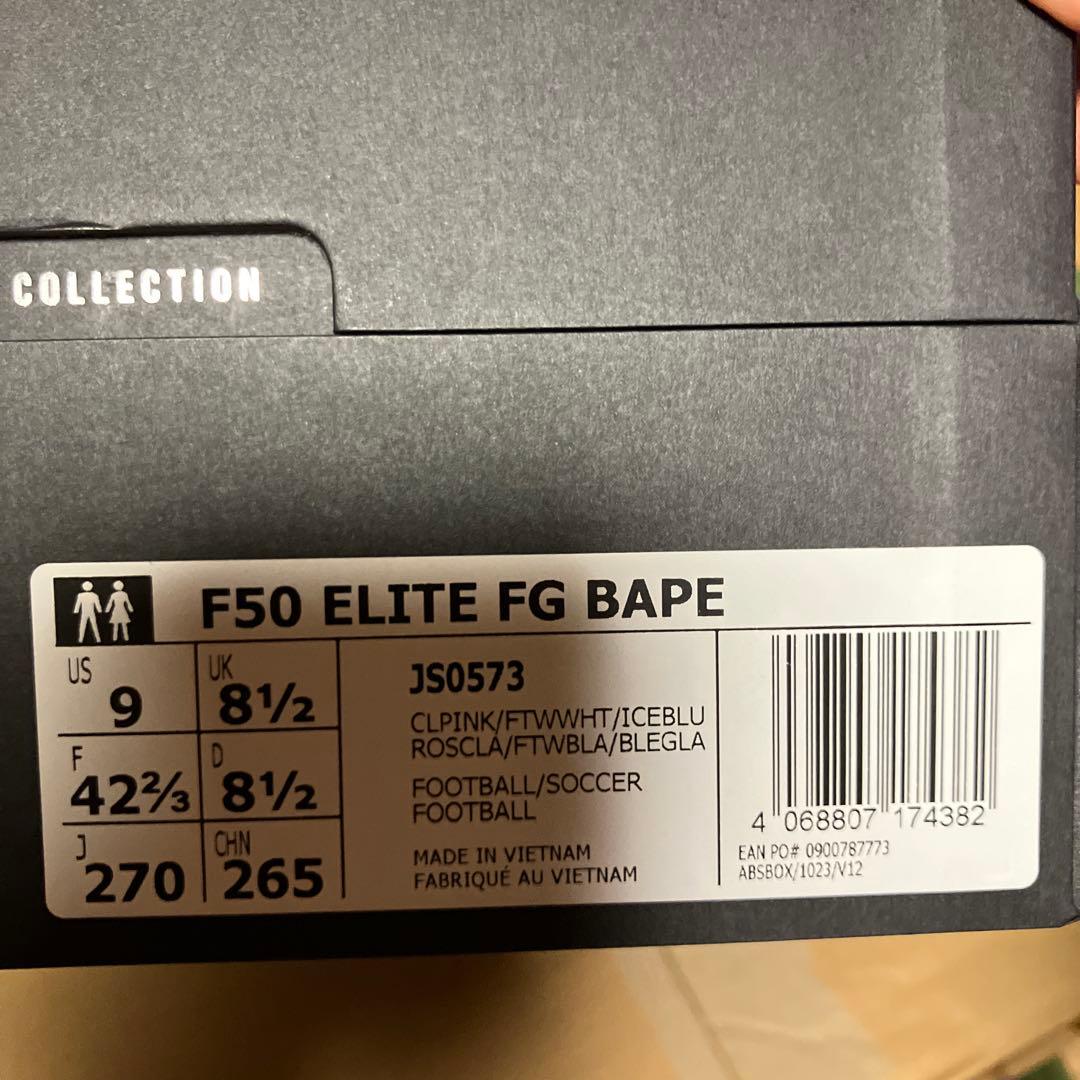 COLLECTION
F50 ELITE FG BAPE
US 9 UK 8½
F 42⅔ D 8½
J 270 CHN 265
JS0573
CLPINK/FTWWHT/ICEBLU
ROSCLA/FTWBLA/BLEGLA
FOOTBALL/SOCCER
FOOTBALL
MADE IN VIETNAM
FABRIQUÉ AU VIETNAM
4 068807 174382
EAN PO# 0900787773
ABSBOX/1023/V12